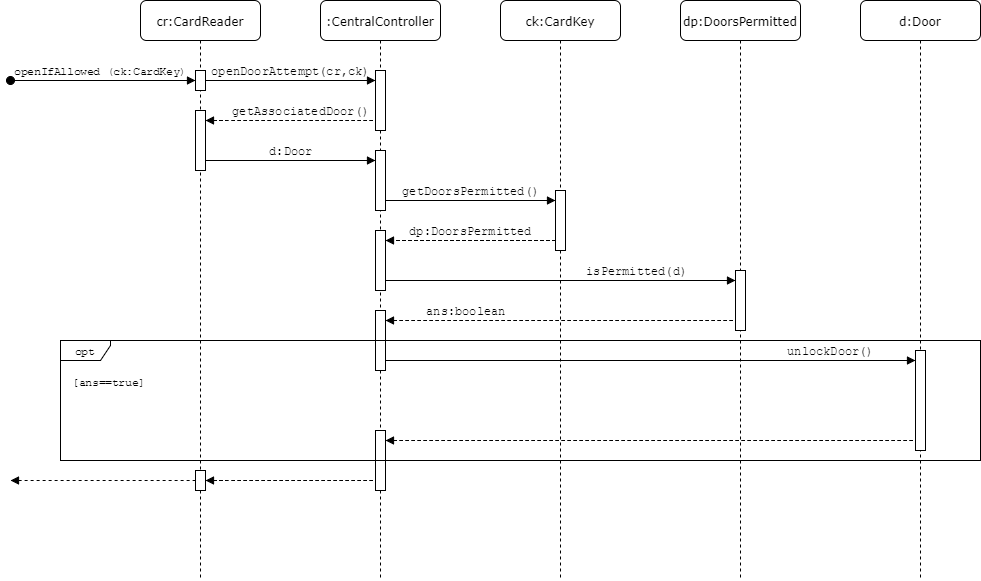 cr:CardReader
:CentralController
ck:CardKey
dp:DoorsPermitted
d:Door
openIfAllowed (ck:CardKey)
openDoorAttempt(cr,ck)
getAssociatedDoor()
d:Door
getDoorsPermitted()
dp:DoorsPermitted
isPermitted(d)
ans:boolean
opt
unlockDoor()
[ans==true]